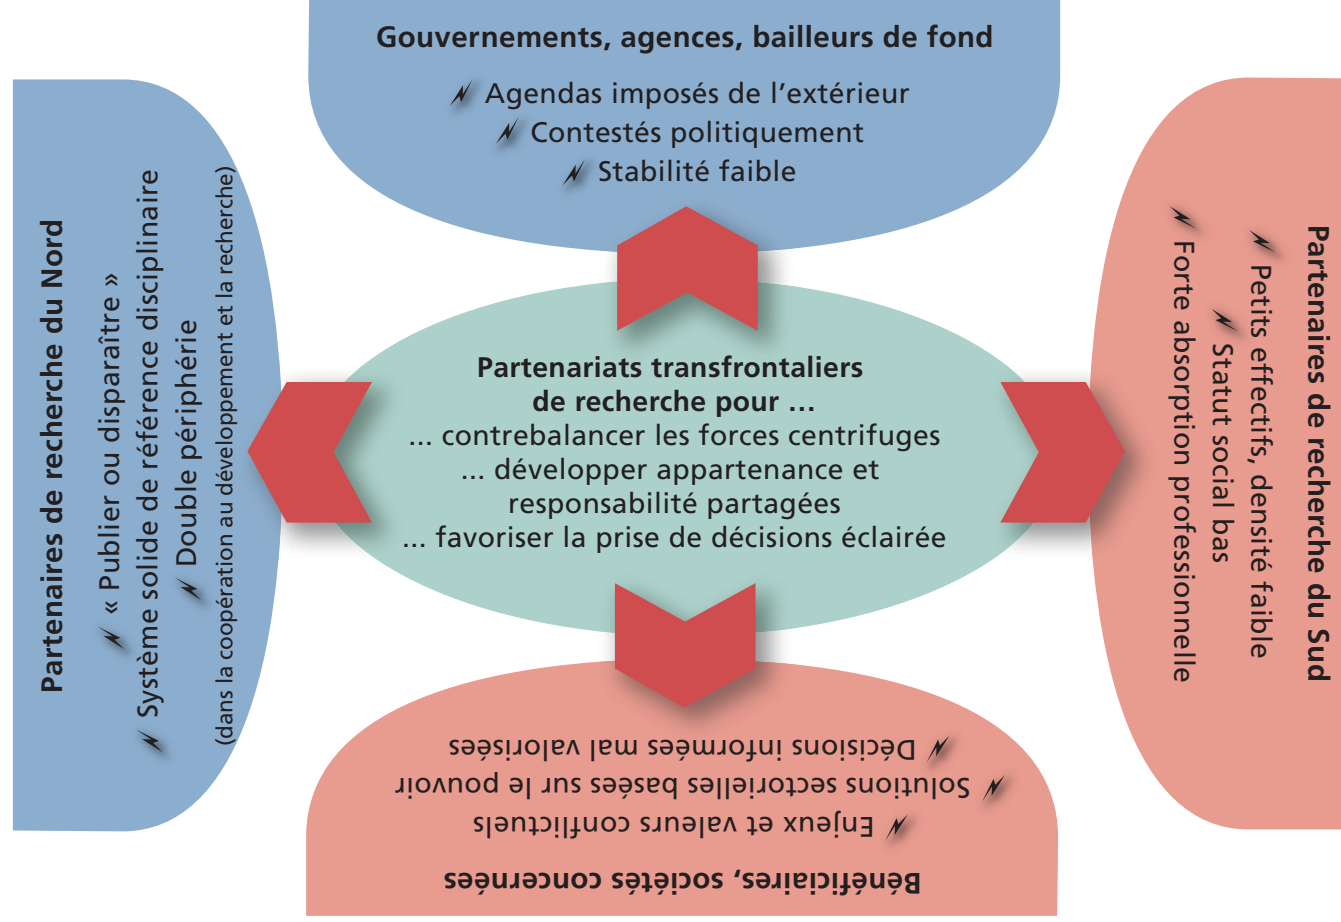 Gouvernements, agences, bailleurs de fond
Agendas imposés de l’extérieur
Contestés politiquement
Stabilité faible
Partenaires de recherche du Nord
« Publier ou disparaître »
Système solide de référence disciplinaire
Double périphérie
(dans la coopération au développement et la recherche)
Partenariats transfrontaliers
de recherche pour ...
... contrebalancer les forces centrifuges
... développer appartenance et
responsabilité partagées
... favoriser la prise de décisions éclairée
Partenaires de recherche du Sud
Petits effectifs, densité faible
Statut social bas
Forte absorption professionnelle
Bénéficiaires, sociétés concernées
Enjeux et valeurs conflictuels
Solutions sectorielles basées sur le pouvoir
Décisions informées mal valorisées